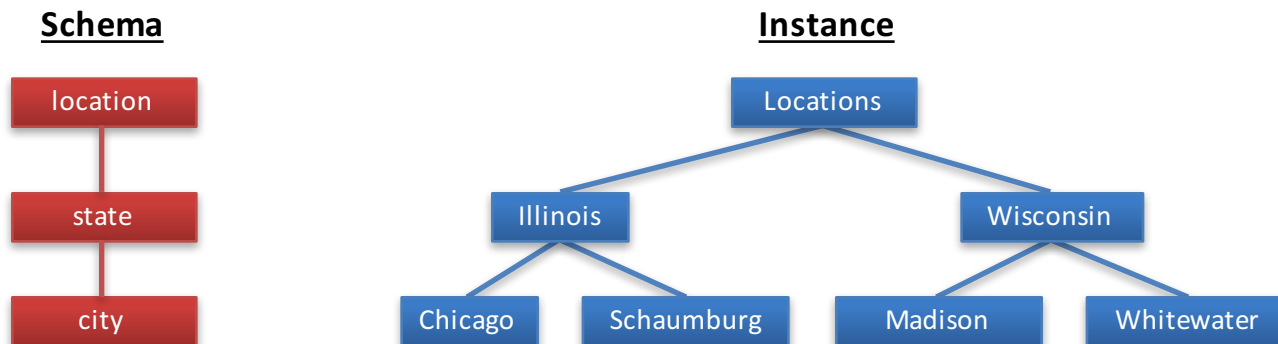 Schema
Instance
location
Locations
state
Illinois
Wisconsin
city
Chicago
Schaumburg
Madison
Whitewater